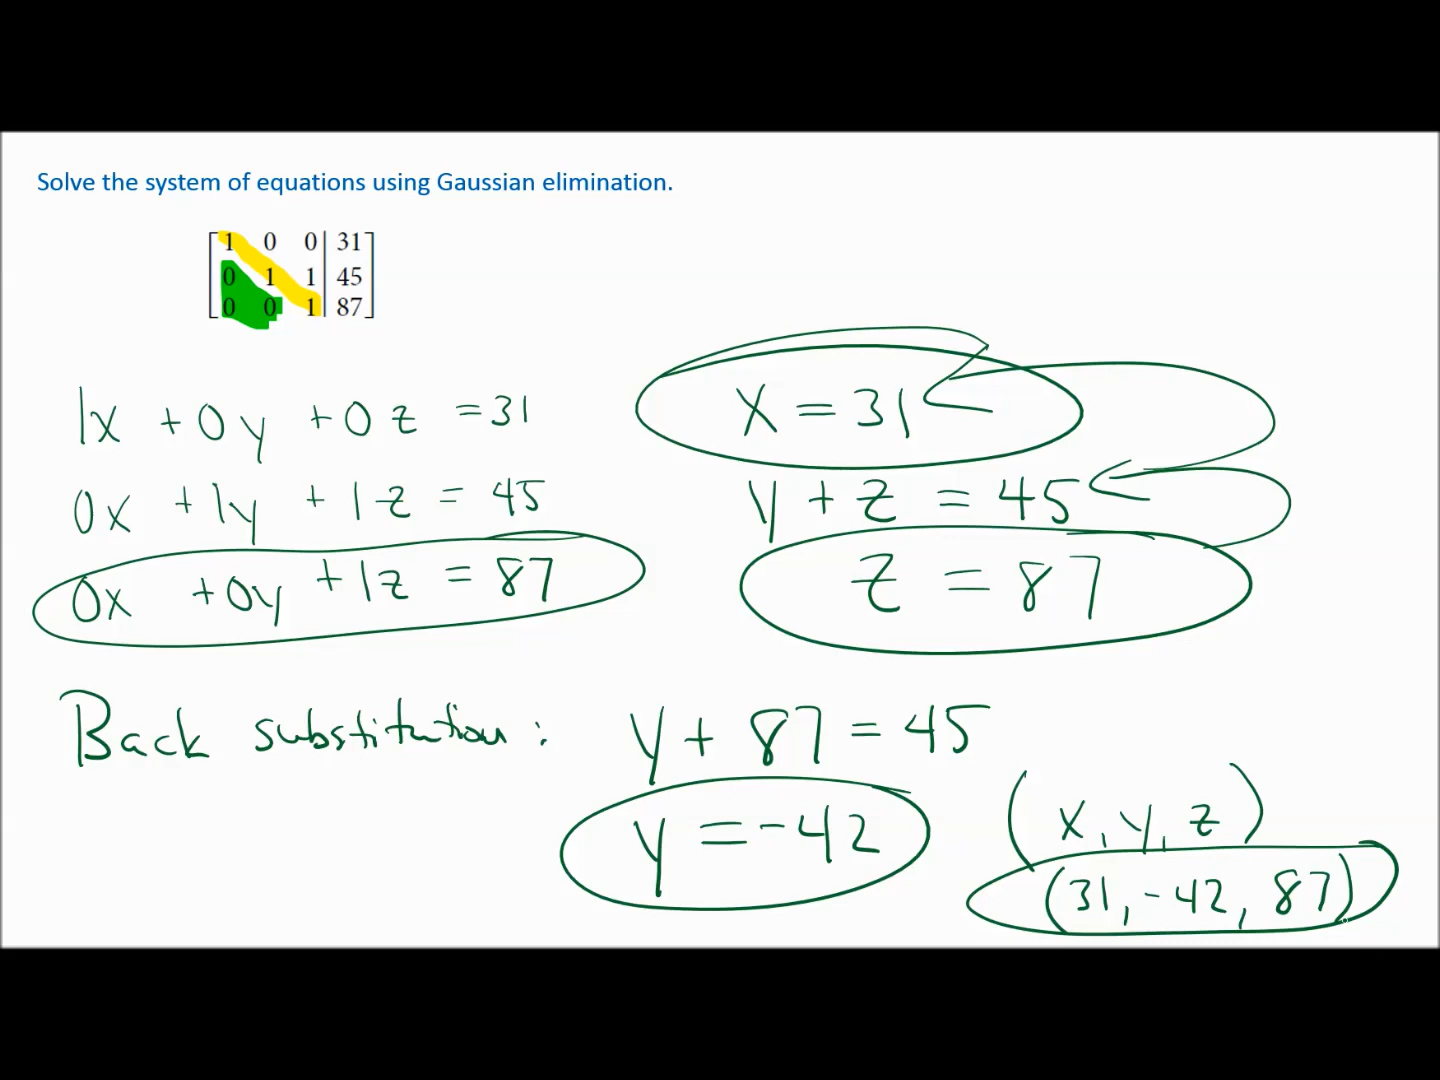 Solve the system of equations using Gaussian elimination.
1 0 0 | 31
0 1 1 | 45
0 0 1 | 87
1x + 0y + 0z = 31
0x + 1y + 1z = 45
0x + 0y + 1z = 87
x = 31
y + z = 45
z = 87
Back substitution: y + 87 = 45
y = -42
(x, y, z)
(31, -42, 87)